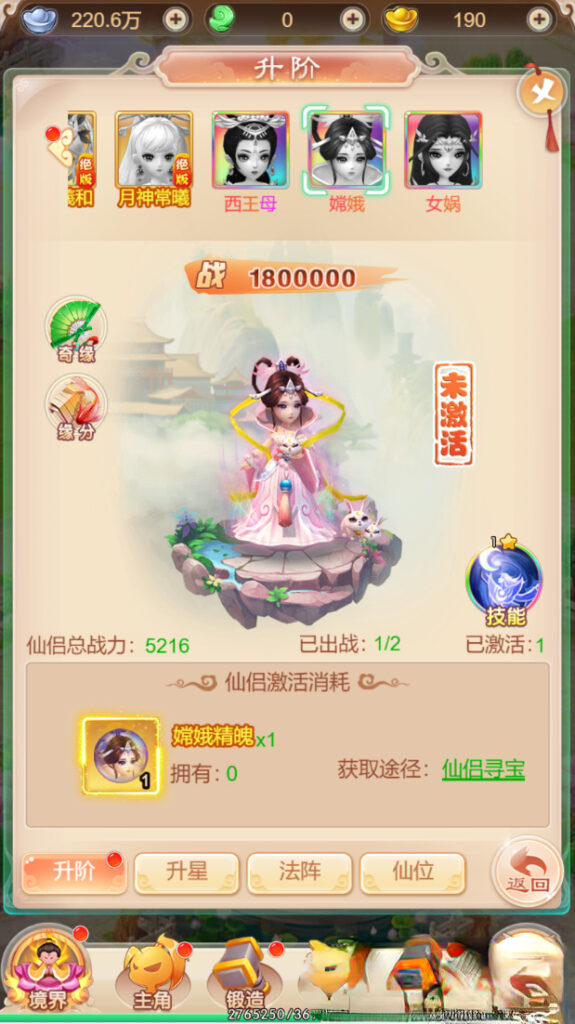 220.6万
0
190
升阶
绝版
绝版
羲和
月神常曦
西王母
嫦娥
女娲
战 1800000
奇缘
缘分
未激活
1
技能
仙侣总战力：5216
已出战：1/2
已激活：1
仙侣激活消耗
嫦娥精魄x1
1
拥有：0
获取途径：仙侣寻宝
升阶
升星
法阵
仙位
返回
境界
主角
锻造
2765250/36